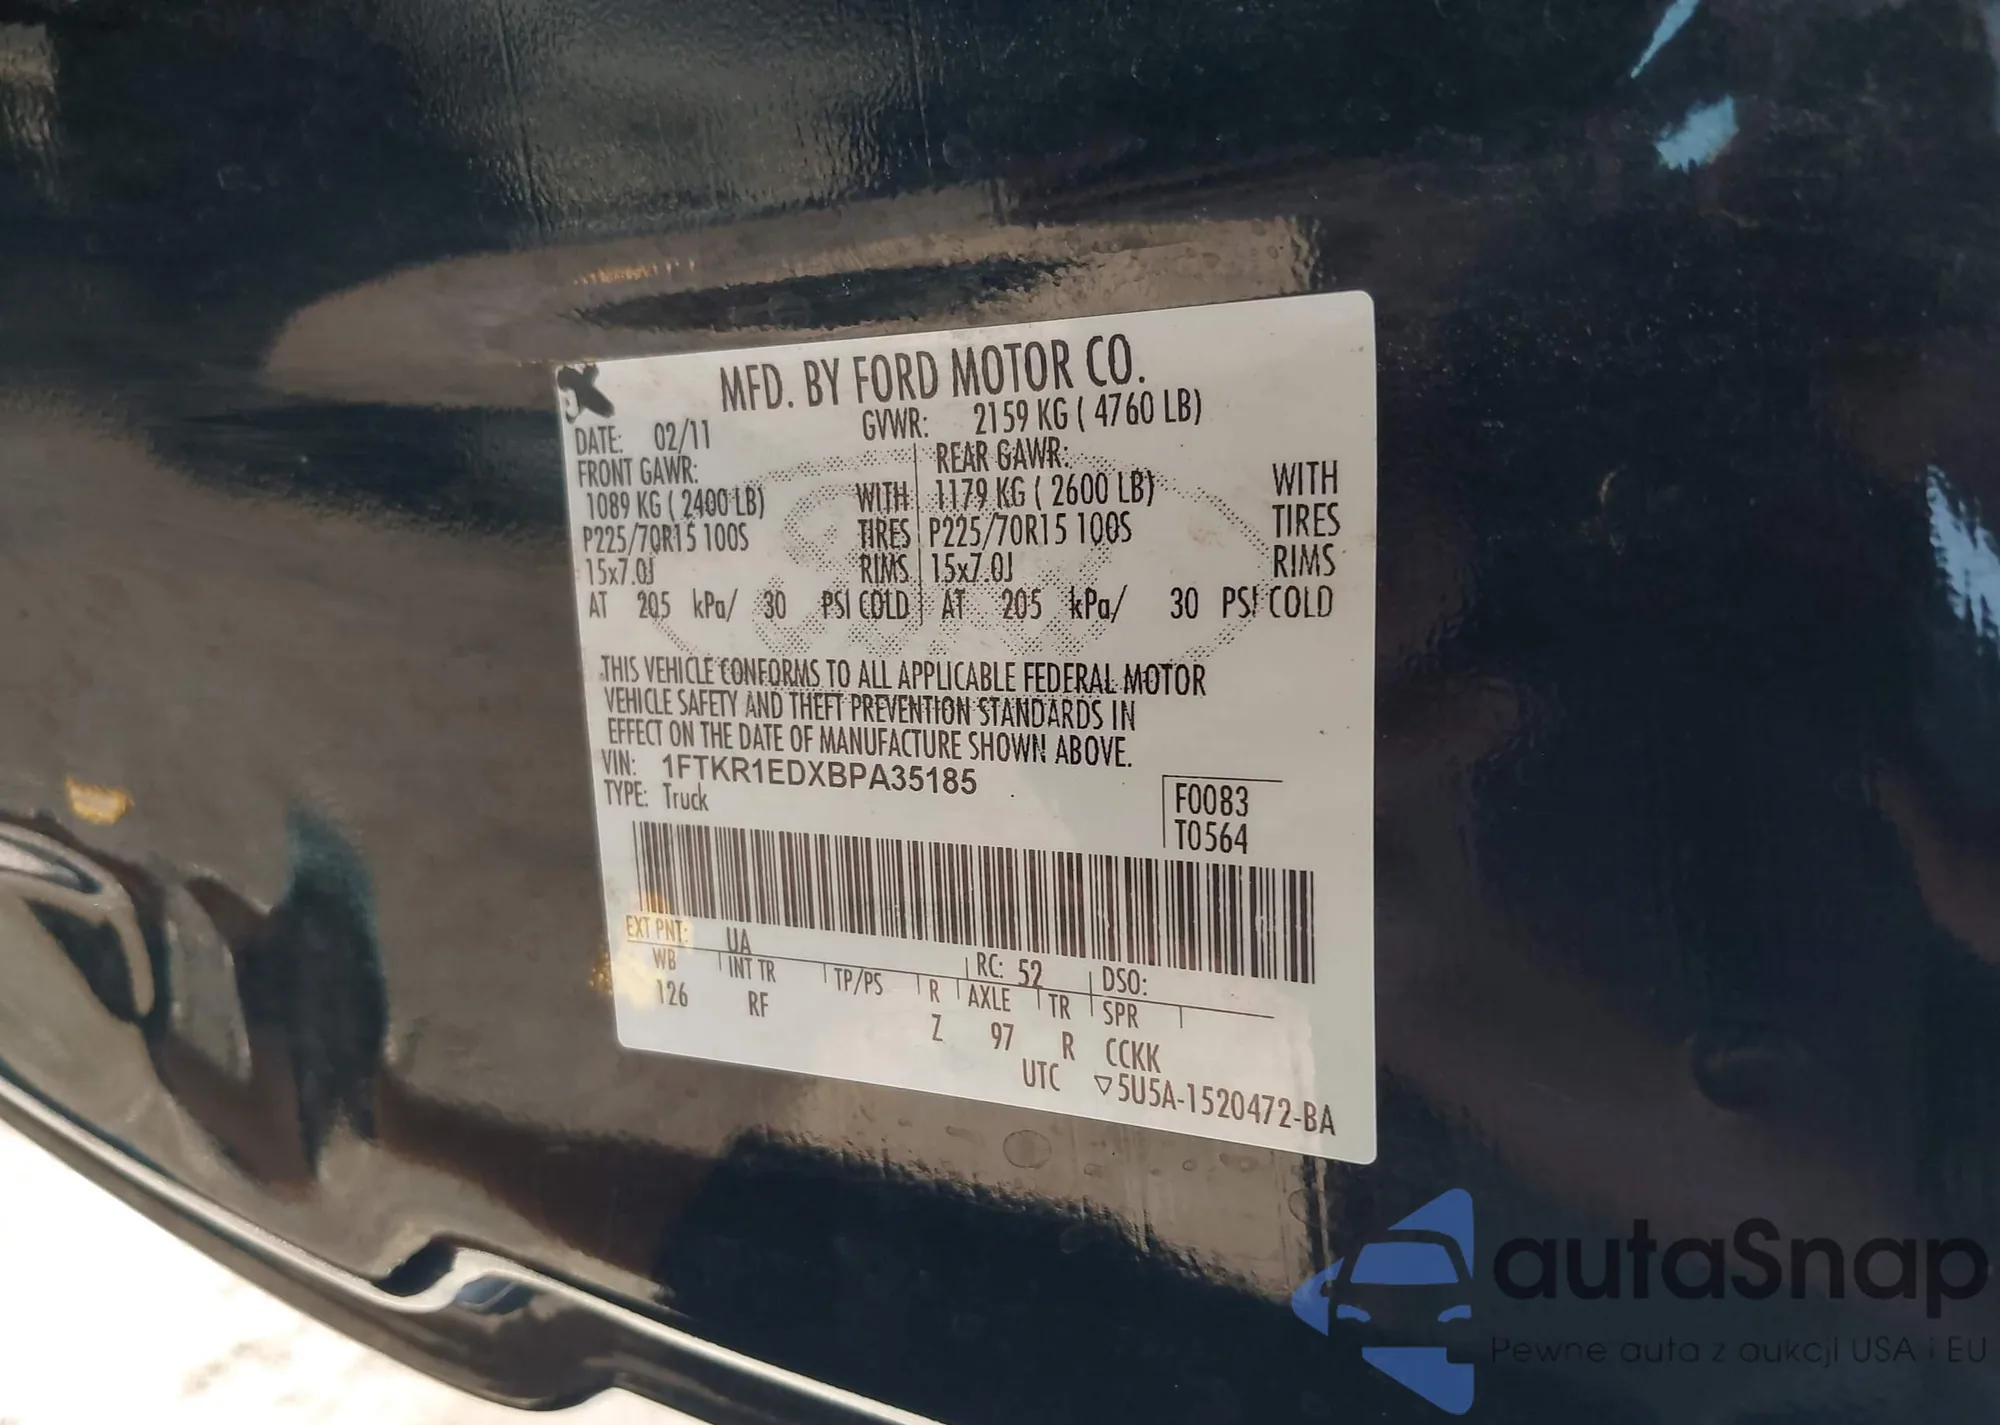 MFD. BY FORD MOTOR CO.
DATE: 02/11 GVWR: 2159 KG ( 4760 LB)
FRONT GAWR: REAR GAWR:
1089 KG ( 2400 LB) WITH 1179 KG ( 2600 LB) WITH
P225/70R15 100S TIRES P225/70R15 100S TIRES
15x7.0J RIMS 15x7.0J RIMS
AT 205 kPa/ 30 PSI COLD AT 205 kPa/ 30 PSI COLD
THIS VEHICLE CONFORMS TO ALL APPLICABLE FEDERAL MOTOR
VEHICLE SAFETY AND THEFT PREVENTION STANDARDS IN
EFFECT ON THE DATE OF MANUFACTURE SHOWN ABOVE.
VIN: 1FTKR1EDXBPA35185
TYPE: Truck
F0083
T0564
EXT PNT: UA RC: 52 DSO:
WB INT TR TP/PS R AXLE TR SPR
126 RF Z 97 R CCKK
UTC ▽5U5A-1520472-BA
autaSnap
Pewne auta z aukcji USA i EU